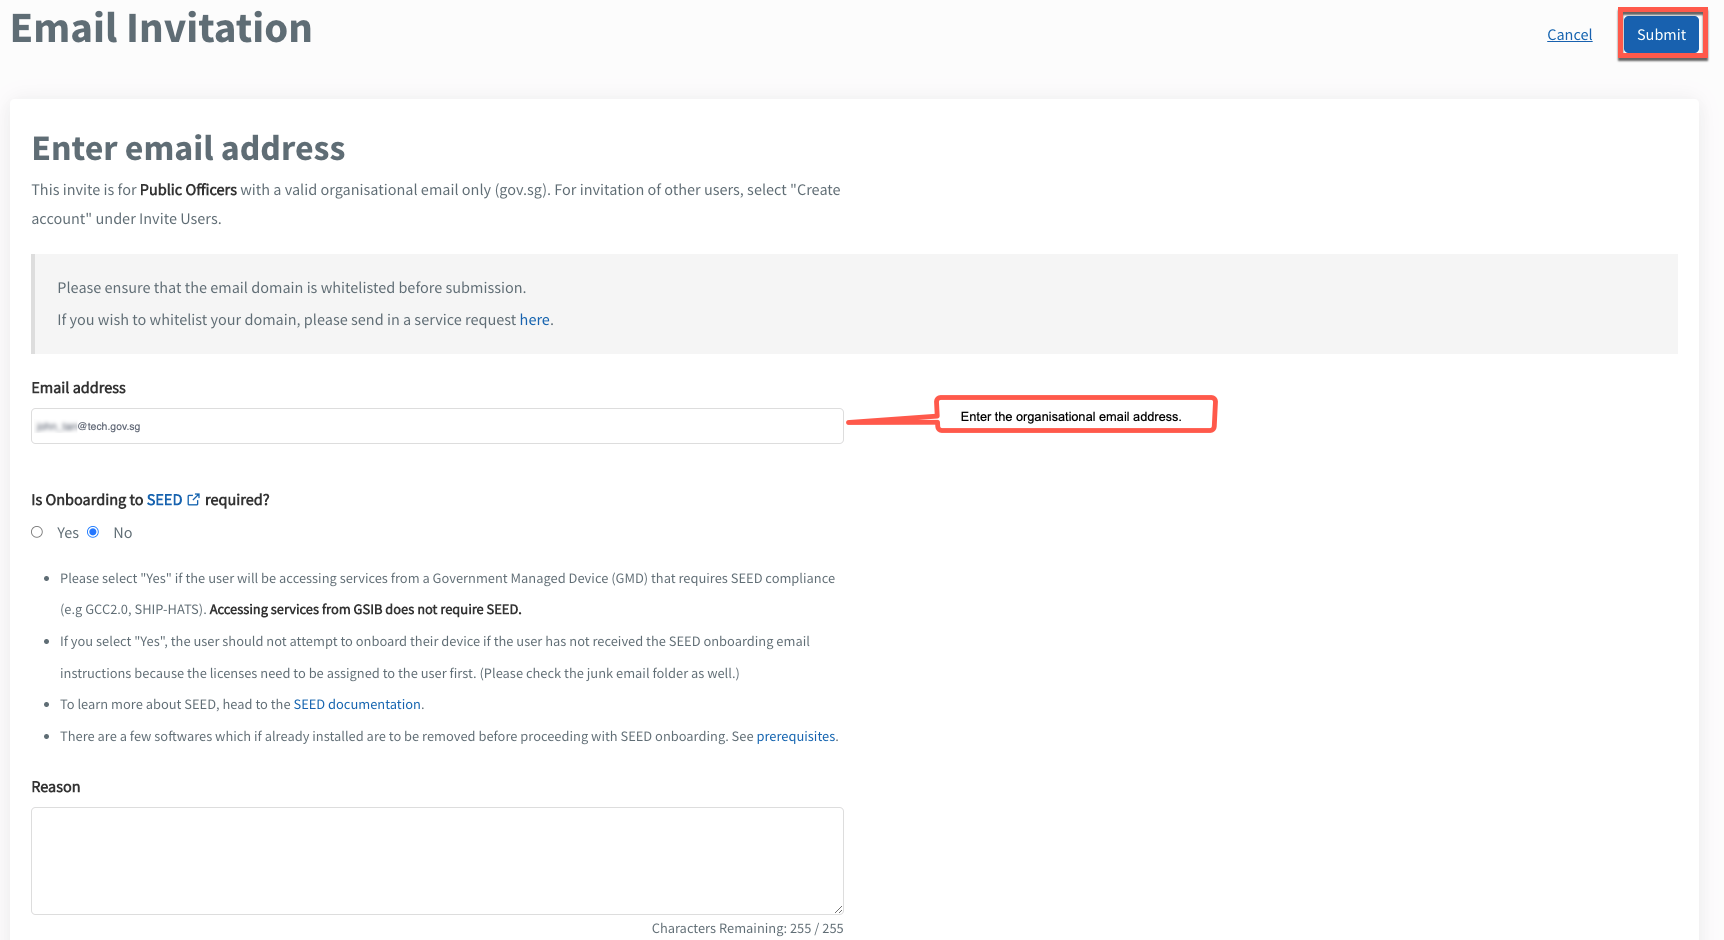 Email Invitation
Cancel
Submit
Enter email address
This invite is for Public Officers with a valid organisational email only (gov.sg). For invitation of other users, select "Create
account" under Invite Users.
Please ensure that the email domain is whitelisted before submission.
If you wish to whitelist your domain, please send in a service request here.
Email address
@tech.gov.sg
Enter the organisational email address.
Is Onboarding to SEED required?
Yes No
Please select "Yes" if the user will be accessing services from a Government Managed Device (GMD) that requires SEED compliance
(e.g GCC2.0, SHIP-HATS). Accessing services from GSIB does not require SEED.
If you select "Yes", the user should not attempt to onboard their device if the user has not received the SEED onboarding email
instructions because the licenses need to be assigned to the user first. (Please check the junk email folder as well.)
To learn more about SEED, head to the SEED documentation.
There are a few softwares which if already installed are to be removed before proceeding with SEED onboarding. See prerequisites.
Reason
Characters Remaining: 255 / 255